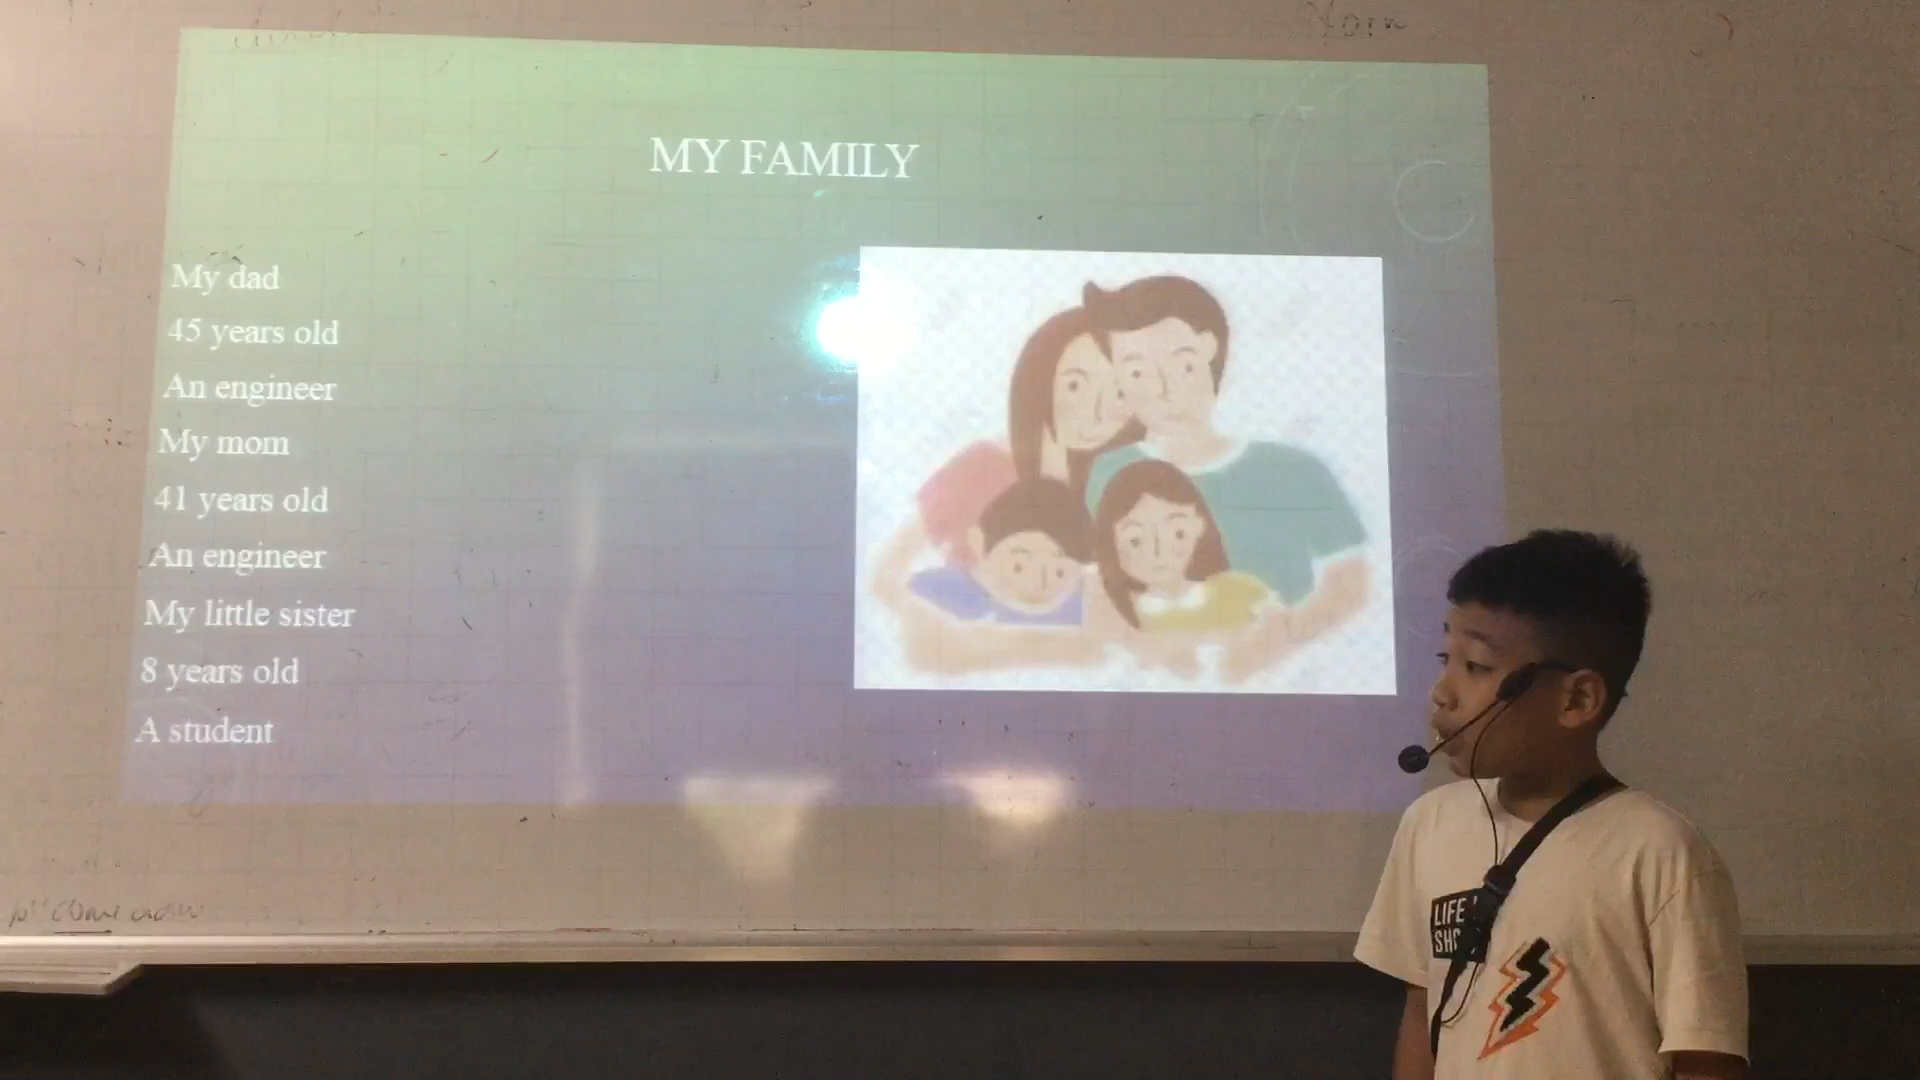 MY FAMILY
My dad
45 years old
An engineer
My mom
41 years old
An engineer
My little sister
8 years old
A student
LIFE